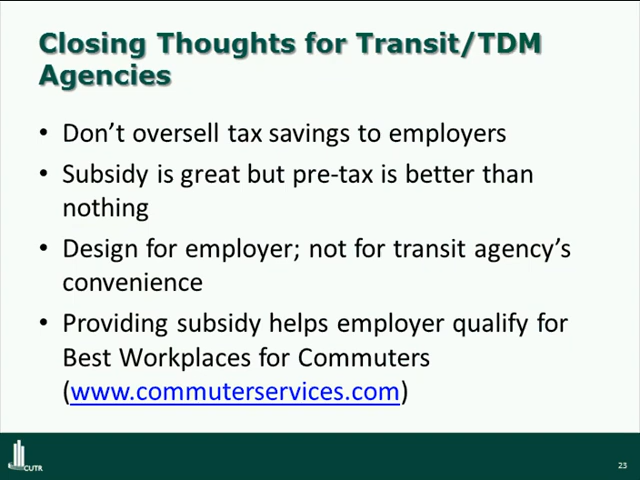 Closing Thoughts for Transit/TDM
Agencies
• Don't oversell tax savings to employers
• Subsidy is great but pre-tax is better than
nothing
• Design for employer; not for transit agency's
convenience
• Providing subsidy helps employer qualify for
Best Workplaces for Commuters
(www.commuterservices.com)
CUTR
23